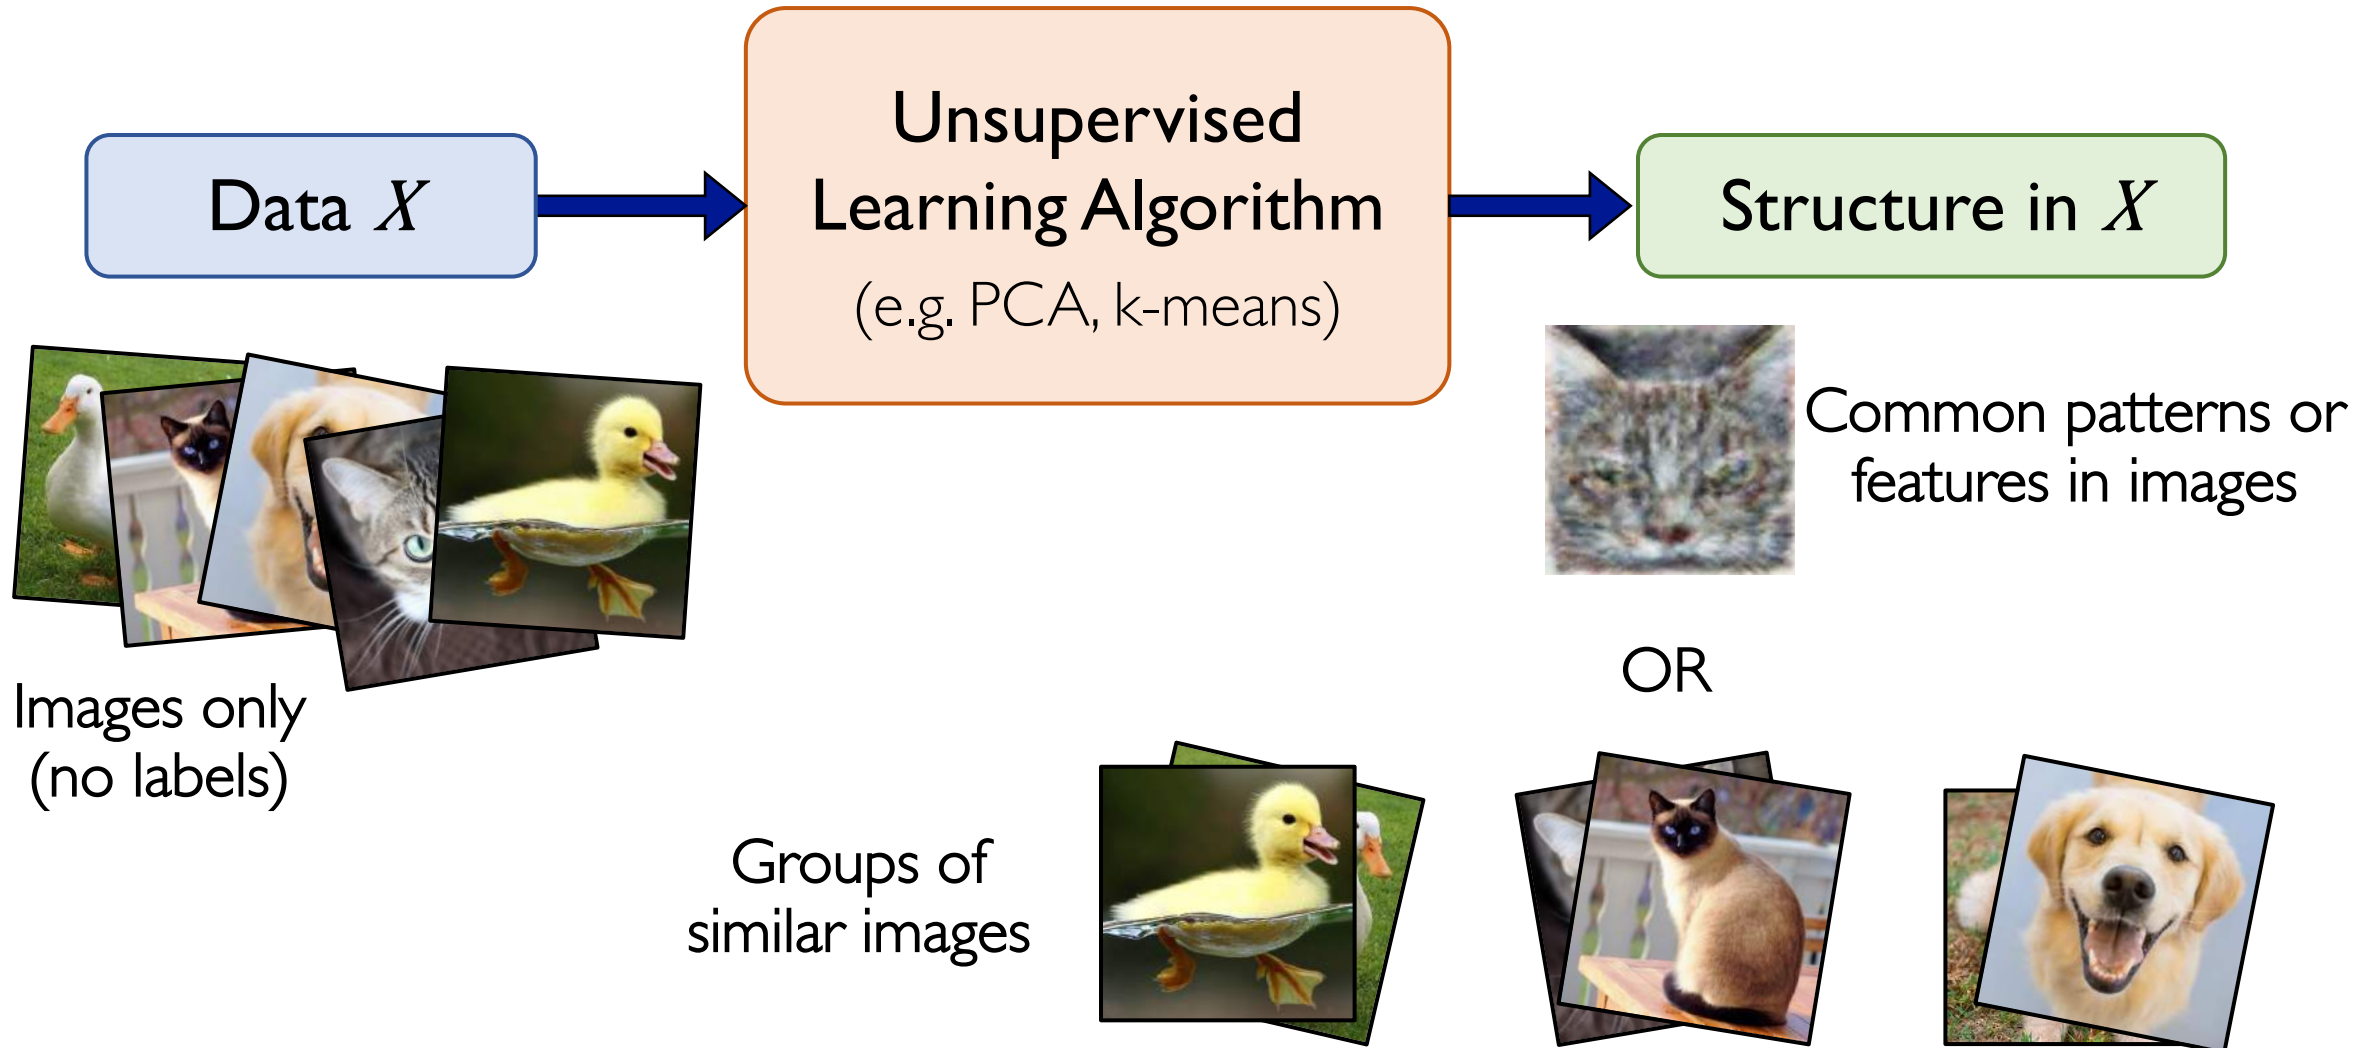 Data X
Unsupervised
Learning Algorithm
(e.g. PCA, k-means)
Structure in X
Common patterns or
features in images
OR
Images only
(no labels)
Groups of
similar images